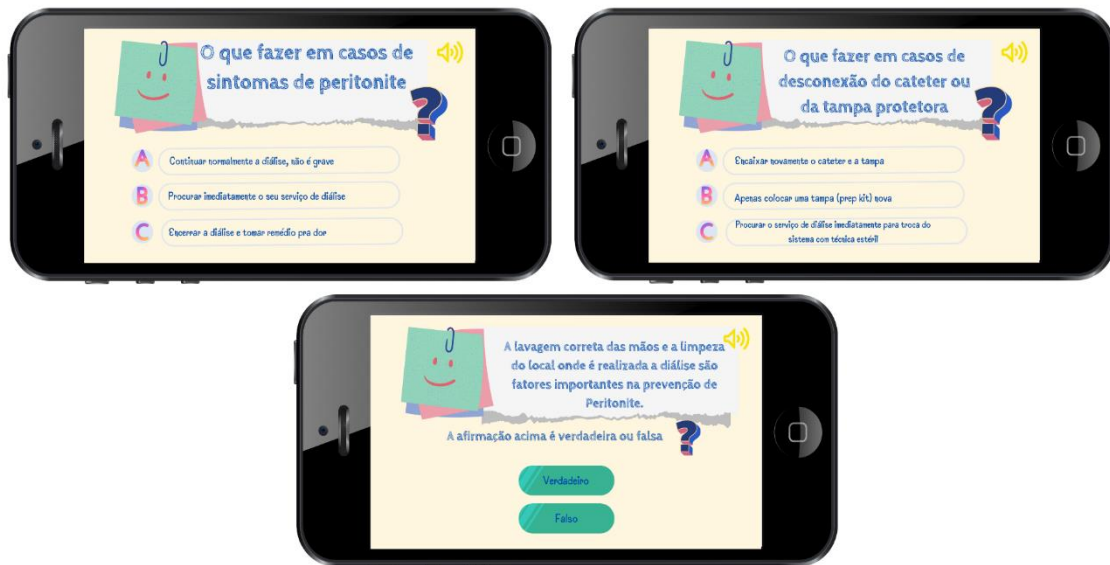 O que fazer em casos de
sintomas de peritonite
?
A Continuar normalmente a diálise, não é grave
B Procurar imediatamente o seu serviço de diálise
C Encerrar a diálise e tomar remédio pra dor
O que fazer em casos de
desconexão do cateter ou
da tampa protetora
?
A Encaixar novamente o cateter e a tampa
B Apenas colocar uma tampa (prep kit) nova
C Procurar o serviço de diálise imediatamente para troca do
sistema com técnica estéril
A lavagem correta das mãos e a limpeza
do local onde é realizada a diálise são
fatores importantes na prevenção de
Peritonite.
A afirmação acima é verdadeira ou falsa ?
Verdadeiro
Falso